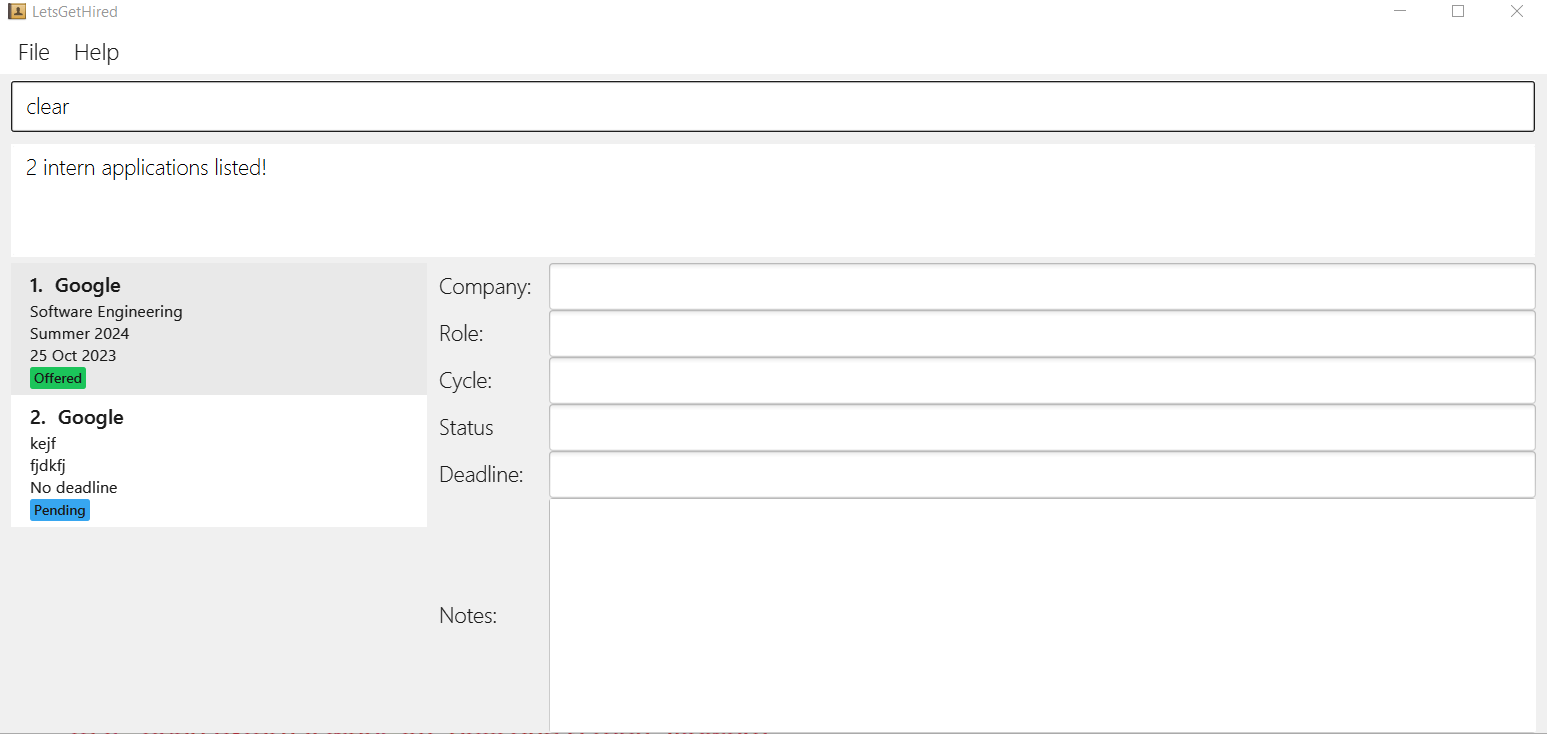 LetsGetHired
File Help
clear
2 intern applications listed!
1. Google
Software Engineering
Summer 2024
25 Oct 2023
Offered
2. Google
kejf
fjdkfj
No deadline
Pending
Company:
Role:
Cycle:
Status
Deadline:
Notes: